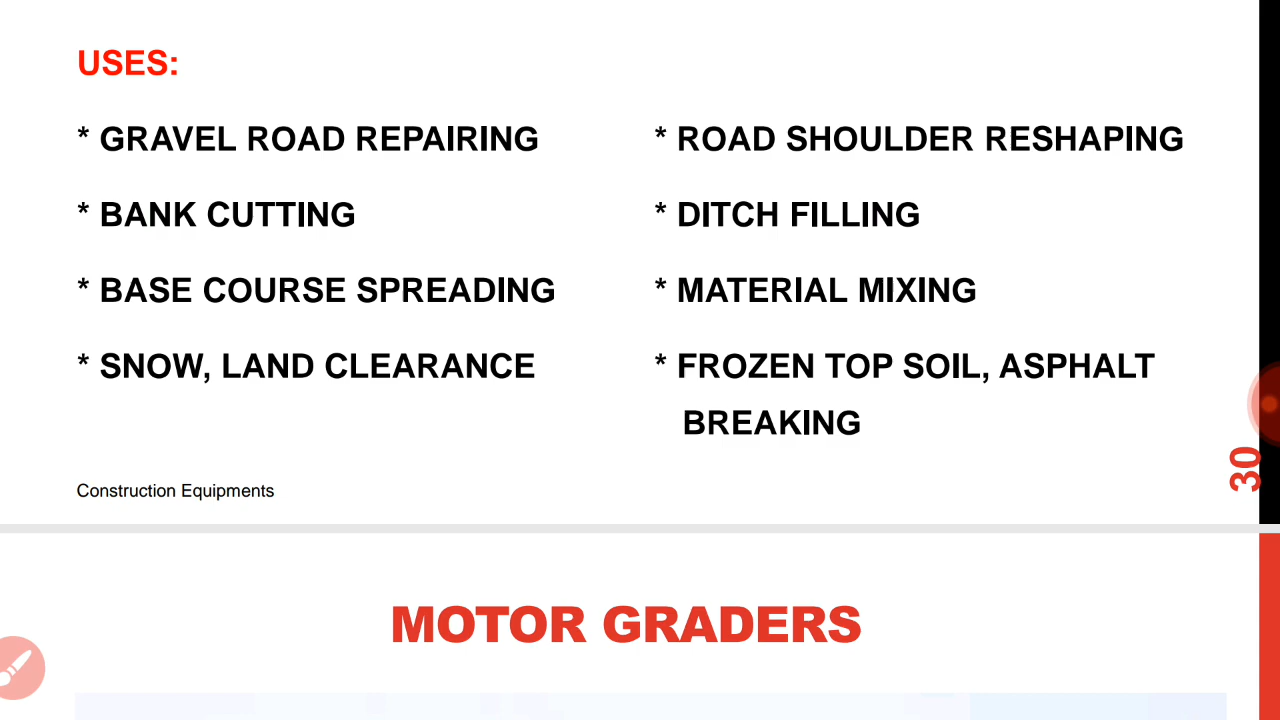 USES:
* GRAVEL ROAD REPAIRING
* ROAD SHOULDER RESHAPING
* BANK CUTTING
* DITCH FILLING
* BASE COURSE SPREADING
* MATERIAL MIXING
* SNOW, LAND CLEARANCE
* FROZEN TOP SOIL, ASPHALT
BREAKING
Construction Equipments
30
MOTOR GRADERS